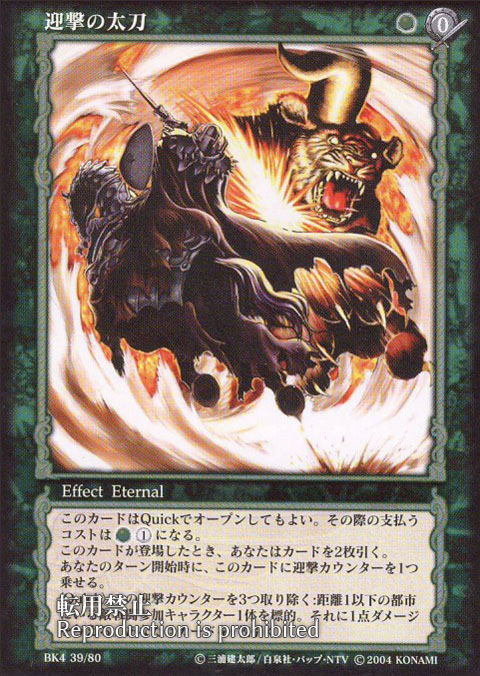 迎撃の太刀
0
Effect Eternal
このカードはQuickでオープンしてもよい。その際の支払う
コストは 1 になる。
このカードが登場したとき、あなたはカードを2枚引く。
あなたのターン開始時に、このカードに迎撃カウンターを1つ
乗せる。
の迎撃カウンターを3つ取り除く:距離1以下の都市
参加キャラクター1体を標的。それに1点ダメージ
転用禁止
Reproduction is prohibited
BK4 39/80
©三浦建太郎/白泉社・バップ・NTV ©2004 KONAMI